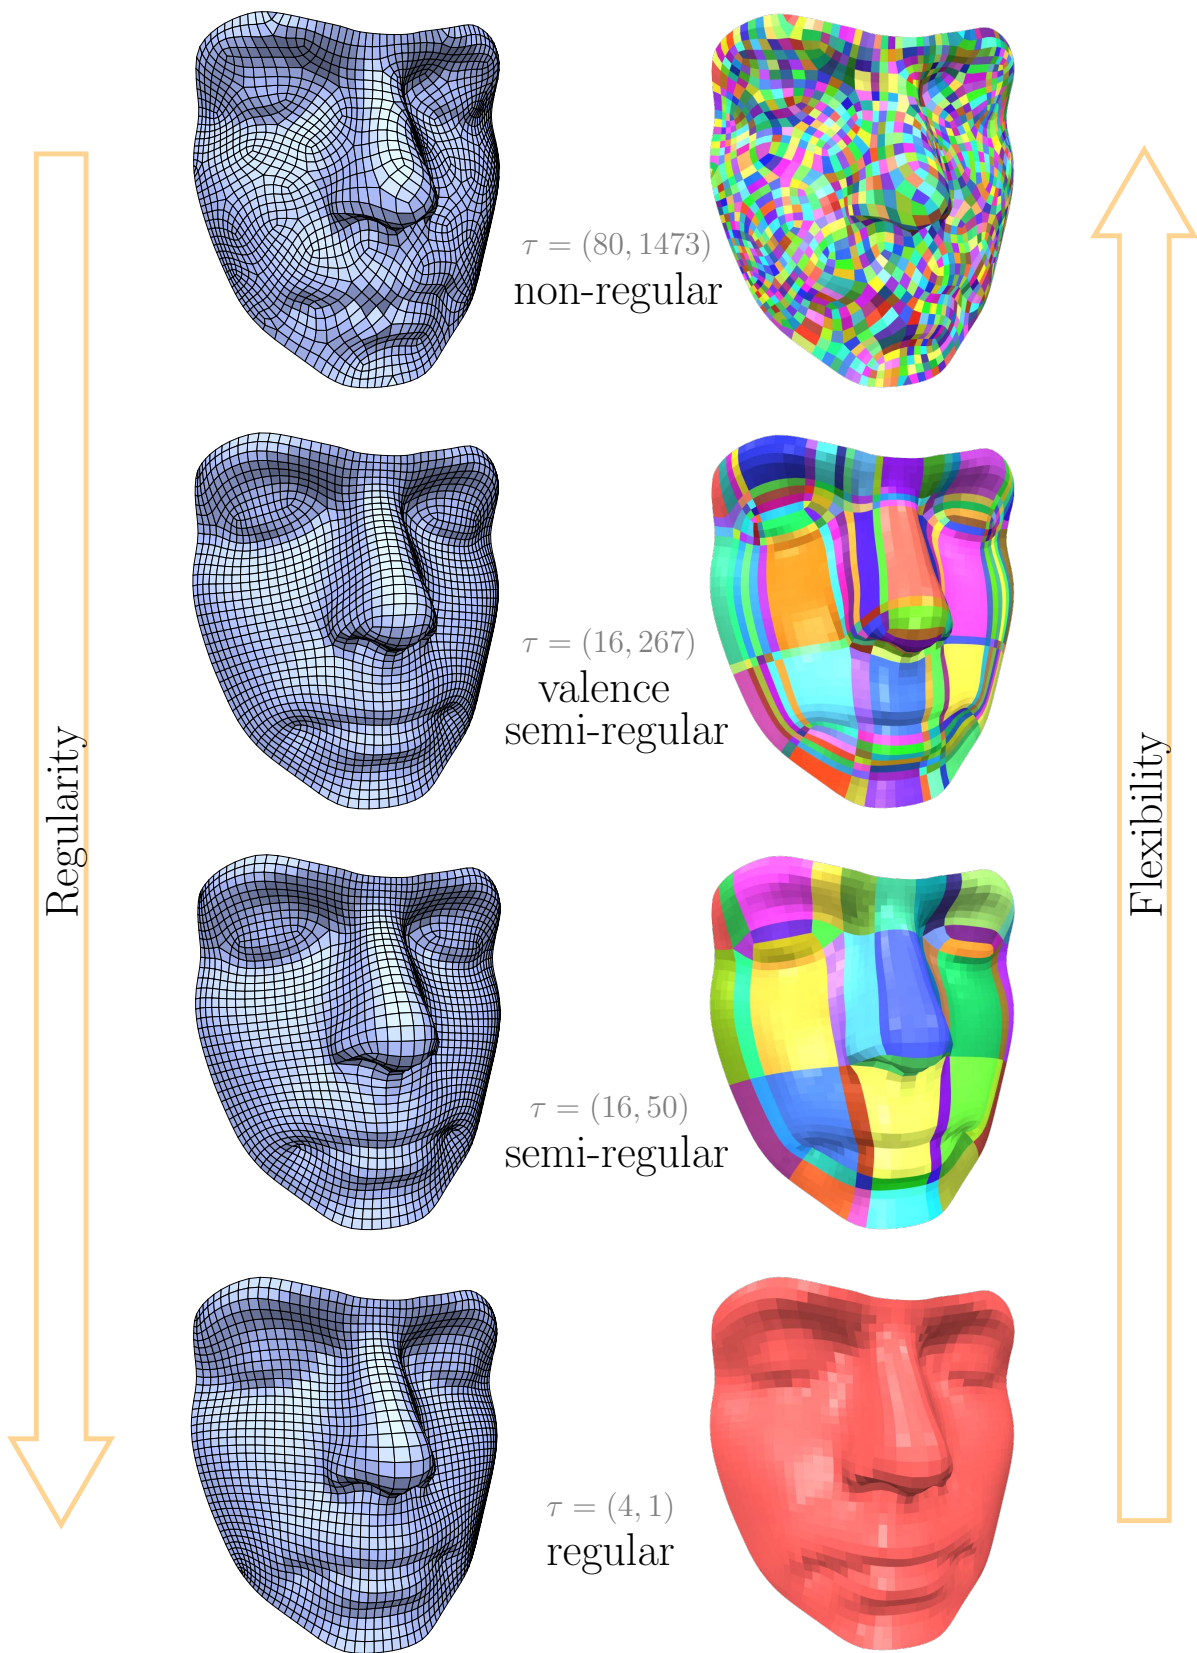 τ = (80, 1473)
non-regular
τ = (16, 267)
valence
semi-regular
Regularity
Flexibility
τ = (16, 50)
semi-regular
τ = (4, 1)
regular